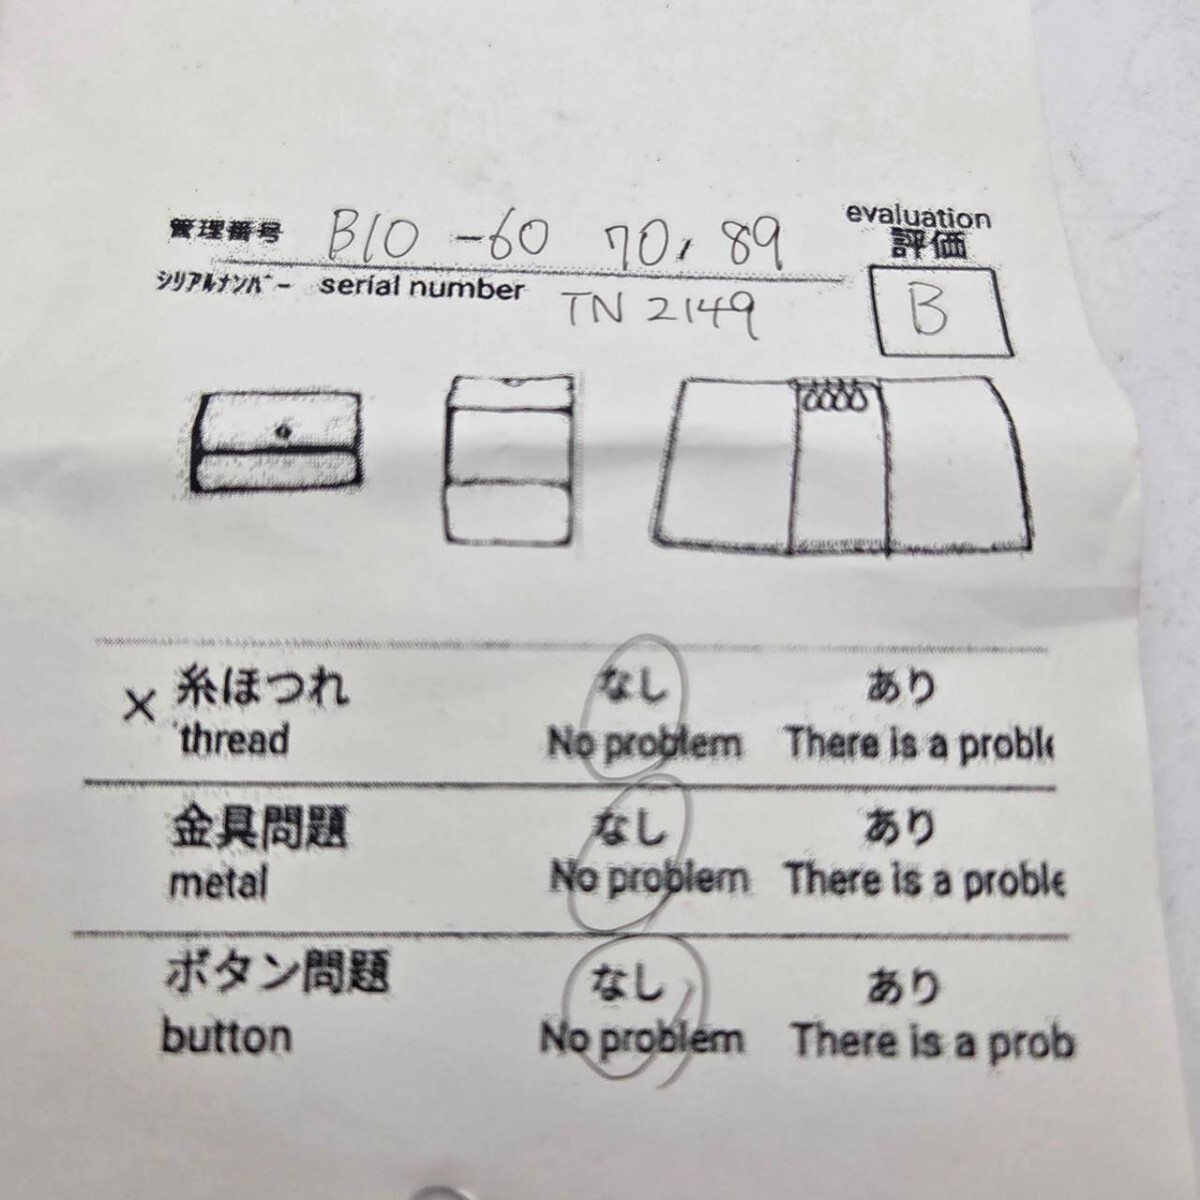 管理番号 B10 -60 70, 89
evaluation
評価
シリアルナンバー serial number TN 2149
B
× 糸ほつれ なし あり
thread No problem There is a proble
金具問題 なし あり
metal No problem There is a proble
ボタン問題 なし あり
button No problem There is a prob